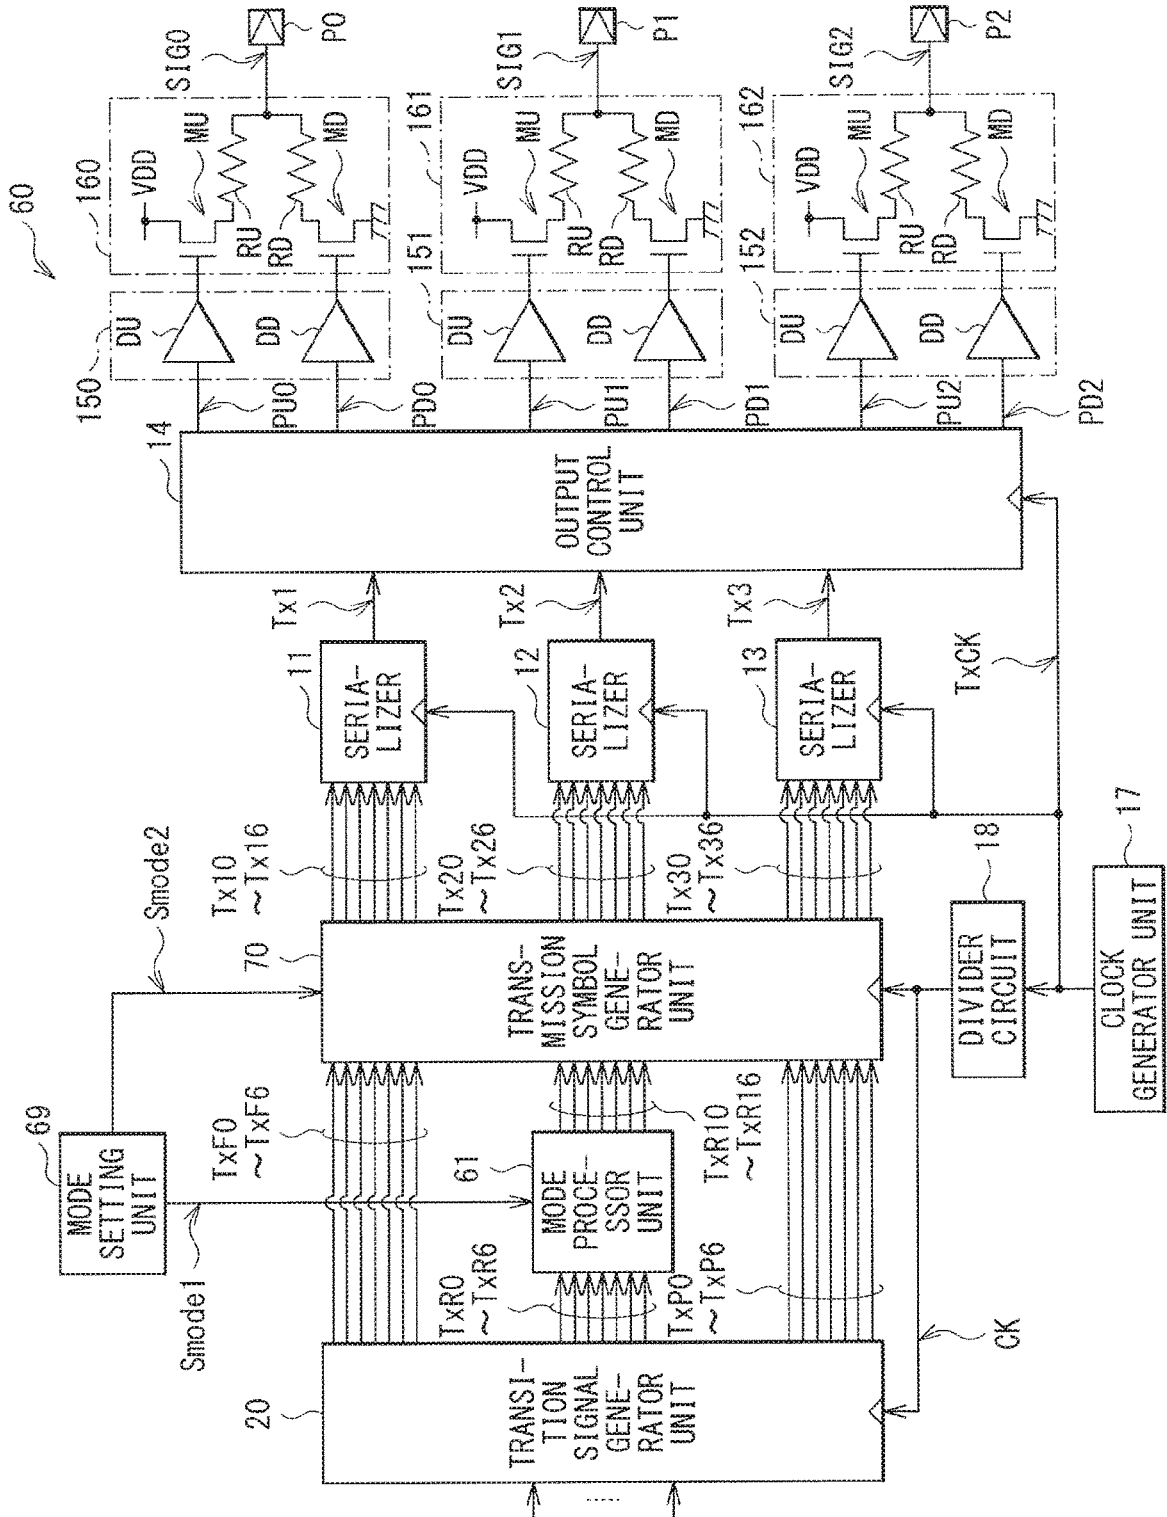 60
20
TRANSI-
TION
SIGNAL
GENE-
RATOR
UNIT
CK
69
MODE
SETTING
UNIT
Smode1
Smode2
TxF0
~TxF6
TxR0
~TxR6
TxP0
~TxP6
61
MODE
PROCE-
SSOR
UNIT
TxR10
~TxR16
70
TRANS-
MISSION
SYMBOL
GENE-
RATOR
UNIT
Tx10
~Tx16
Tx20
~Tx26
Tx30
~Tx36
18
DIVIDER
CIRCUIT
17
CLOCK
GENERATOR UNIT
TxCK
11
SERIA-
LIZER
12
SERIA-
LIZER
13
SERIA-
LIZER
Tx1
Tx2
Tx3
14
OUTPUT
CONTROL
UNIT
PU0
PD0
PU1
PD1
PU2
PD2
150
DU
DD
151
DU
DD
152
DU
DD
160
VDD
MU
RU
RD
MD
161
VDD
MU
RU
RD
MD
162
VDD
MU
RU
RD
MD
SIG0
P0
SIG1
P1
SIG2
P2